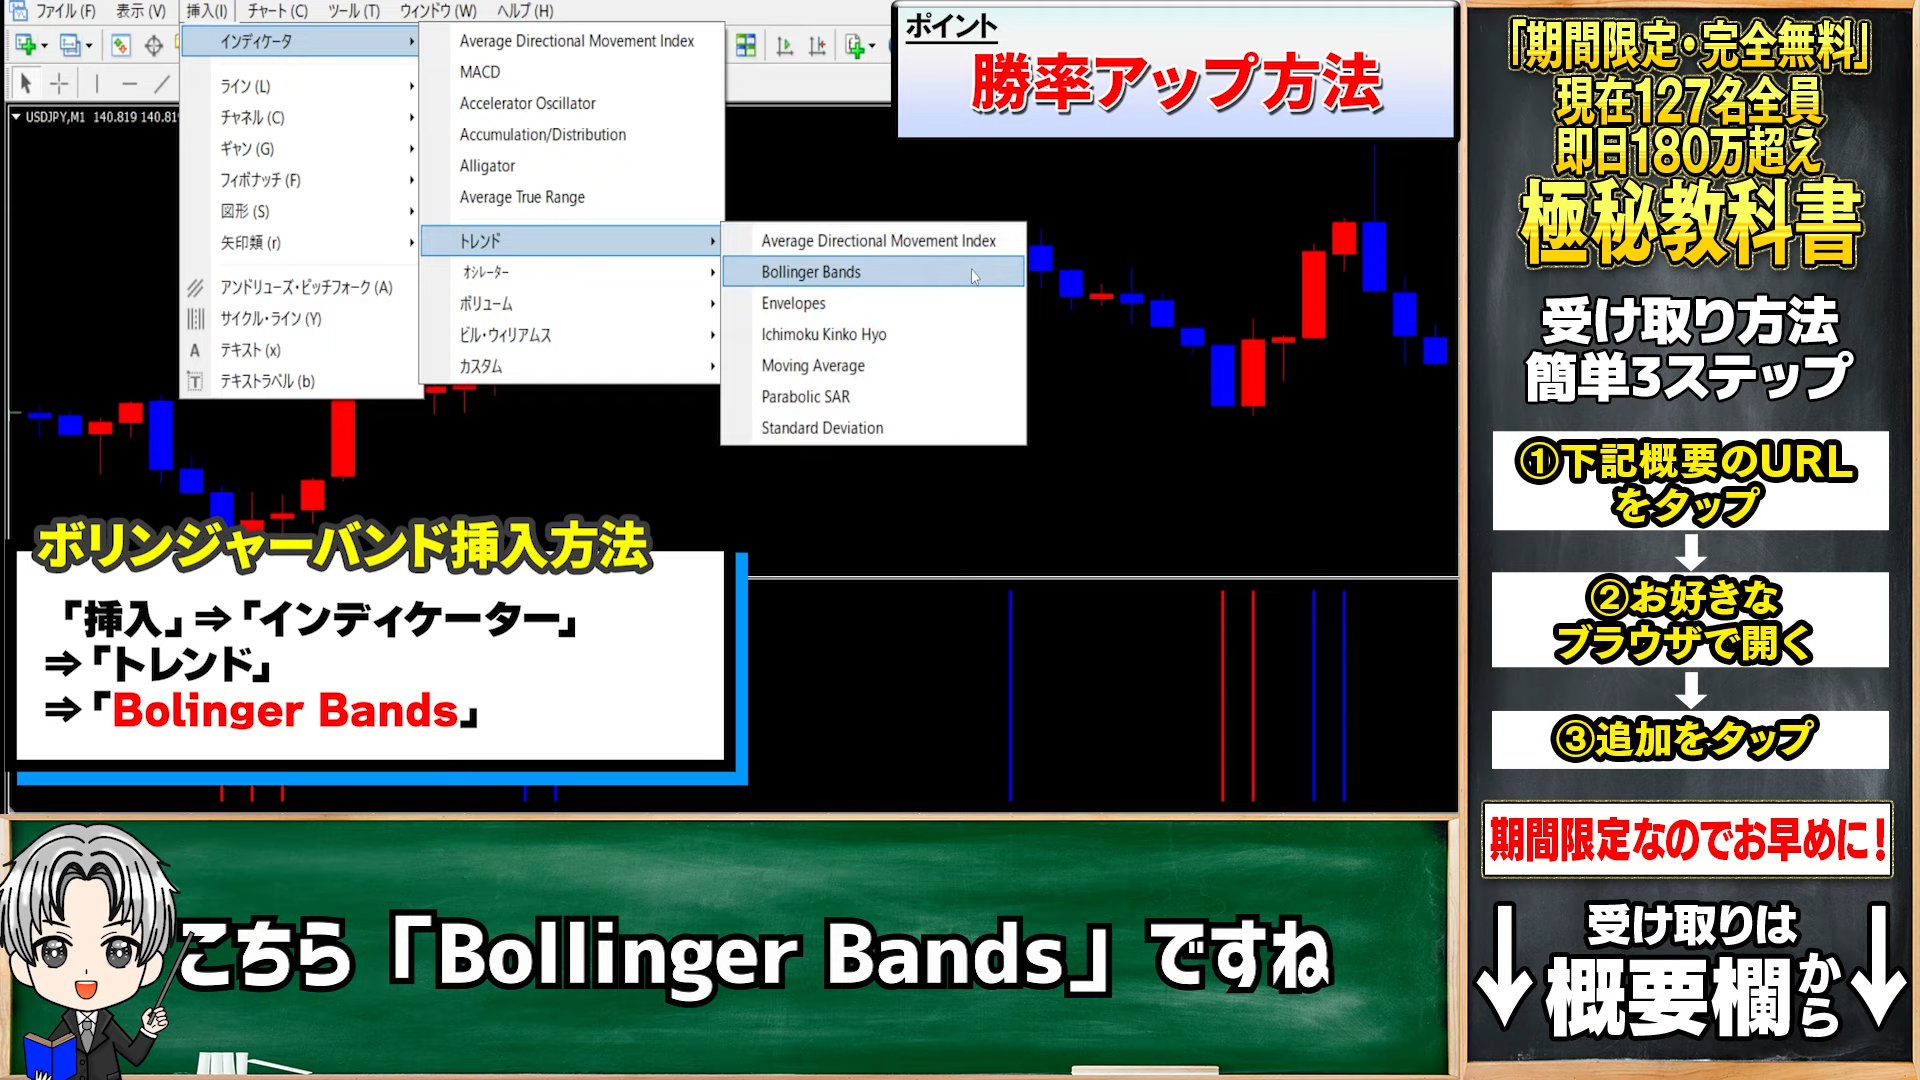 ファイル (F) 表示 (V) 挿入(I) チャート (C) ツール (T) ウィンドウ (W) ヘルプ (H)
USDJPY,M1 140.819 140.81
インディケータ
ライン (L)
チャネル (C)
ギャン (G)
フィボナッチ (F)
図形 (S)
矢印類 (r)
アンドリューズ・ピッチフォーク (A)
サイクル・ライン (Y)
A テキスト (x)
T テキストラベル (b)
Average Directional Movement Index
MACD
Accelerator Oscillator
Accumulation/Distribution
Alligator
Average True Range
トレンド
オシレーター
ボリューム
ビル・ウィリアムス
カスタム
Average Directional Movement Index
Bollinger Bands
Envelopes
Ichimoku Kinko Hyo
Moving Average
Parabolic SAR
Standard Deviation
ポイント
勝率アップ方法
ボリンジャーバンド挿入方法
「挿入」⇒「インディケーター」
⇒「トレンド」
⇒「Bolinger Bands」
こちら「Bollinger Bands」ですね
「期間限定・完全無料」
現在127名全員
即日180万超え
極秘教科書
受け取り方法
簡単3ステップ
①下記概要のURL
をタップ
②お好きな
ブラウザで開く
③追加をタップ
期間限定なのでお早めに!
受け取りは
概要欄から